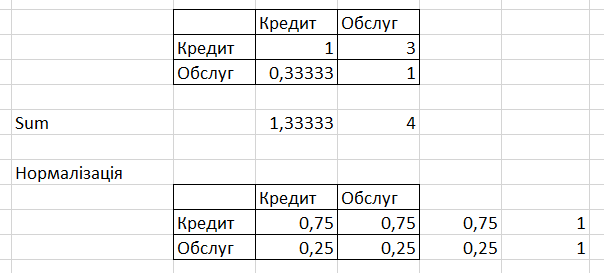 Кредит Обслуг
Кредит 1 3
Обслуг 0,33333 1
Sum 1,33333 4
Нормалізація
Кредит Обслуг
Кредит 0,75 0,75 0,75 1
Обслуг 0,25 0,25 0,25 1